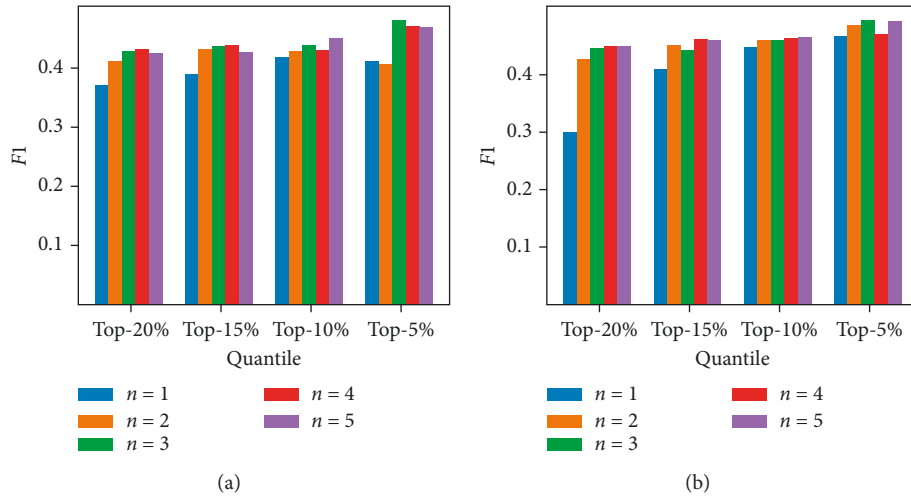 F1
0.4
0.3
0.2
0.1
Top-20% Top-15% Top-10% Top-5%
Quantile
n = 1
n = 2
n = 3
n = 4
n = 5
(a)
F1
0.4
0.3
0.2
0.1
Top-20% Top-15% Top-10% Top-5%
Quantile
n = 1
n = 2
n = 3
n = 4
n = 5
(b)